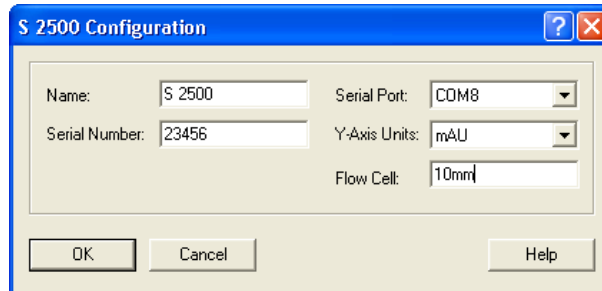 S 2500 Configuration
Name: S 2500 Serial Port: COM8
Serial Number: 23456 Y-Axis Units: mAU
Flow Cell: 10mm
OK Cancel Help